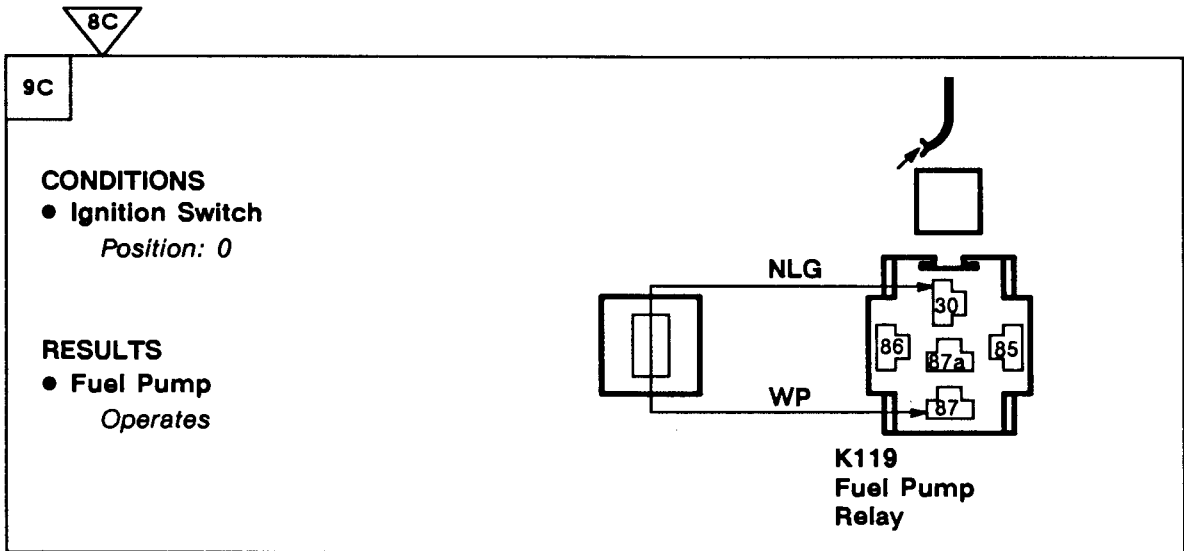 8C
9C
CONDITIONS
● Ignition Switch
Position: 0
RESULTS
● Fuel Pump
Operates
NLG
WP
30
86
87a
85
87
K119
Fuel Pump
Relay